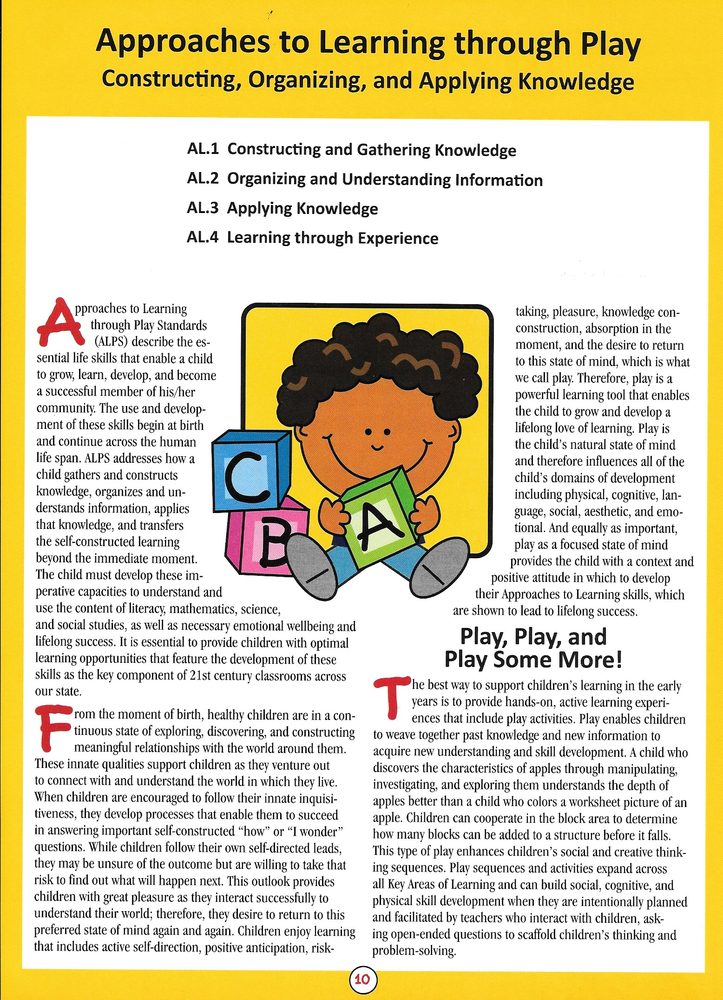 Approaches to Learning through Play
Constructing, Organizing, and Applying Knowledge
AL.1 Constructing and Gathering Knowledge
AL.2 Organizing and Understanding Information
AL.3 Applying Knowledge
AL.4 Learning through Experience
Approaches to Learning
through Play Standards
(ALPS) describe the es-
sential life skills that enable a child
to grow, learn, develop, and become
a successful member of his/her
community. The use and develop-
ment of these skills begin at birth
and continue across the human
life span. ALPS addresses how a
child gathers and constructs
knowledge, organizes and un-
derstands information, applies
that knowledge, and transfers
the self-constructed learning
beyond the immediate moment.
The child must develop these im-
perative capacities to understand and
use the content of literacy, mathematics, science,
and social studies, as well as necessary emotional wellbeing and
lifelong success. It is essential to provide children with optimal
learning opportunities that feature the development of these
skills as the key component of 21st century classrooms across
our state.
From the moment of birth, healthy children are in a con-
tinuous state of exploring, discovering, and constructing
meaningful relationships with the world around them.
These innate qualities support children as they venture out
to connect with and understand the world in which they live.
When children are encouraged to follow their innate inquisi-
tiveness, they develop processes that enable them to succeed
in answering important self-constructed “how” or “I wonder”
questions. While children follow their own self-directed leads,
they may be unsure of the outcome but are willing to take that
risk to find out what will happen next. This outlook provides
children with great pleasure as they interact successfully to
understand their world; therefore, they desire to return to this
preferred state of mind again and again. Children enjoy learning
that includes active self-direction, positive anticipation, risk-
C
B
A
taking, pleasure, knowledge con-
construction, absorption in the
moment, and the desire to return
to this state of mind, which is what
we call play. Therefore, play is a
powerful learning tool that enables
the child to grow and develop a
lifelong love of learning. Play is
the child’s natural state of mind
and therefore influences all of the
child’s domains of development
including physical, cognitive, lan-
guage, social, aesthetic, and emo-
tional. And equally as important,
play as a focused state of mind
provides the child with a context and
positive attitude in which to develop
their Approaches to Learning skills, which
are shown to lead to lifelong success.
Play, Play, and
Play Some More!
The best way to support children’s learning in the early
years is to provide hands-on, active learning experi-
ences that include play activities. Play enables children
to weave together past knowledge and new information to
acquire new understanding and skill development. A child who
discovers the characteristics of apples through manipulating,
investigating, and exploring them understands the depth of
apples better than a child who colors a worksheet picture of an
apple. Children can cooperate in the block area to determine
how many blocks can be added to a structure before it falls.
This type of play enhances children’s social and creative think-
ing sequences. Play sequences and activities expand across
all Key Areas of Learning and can build social, cognitive, and
physical skill development when they are intentionally planned
and facilitated by teachers who interact with children, ask-
ing open-ended questions to scaffold children’s thinking and
problem-solving.
10